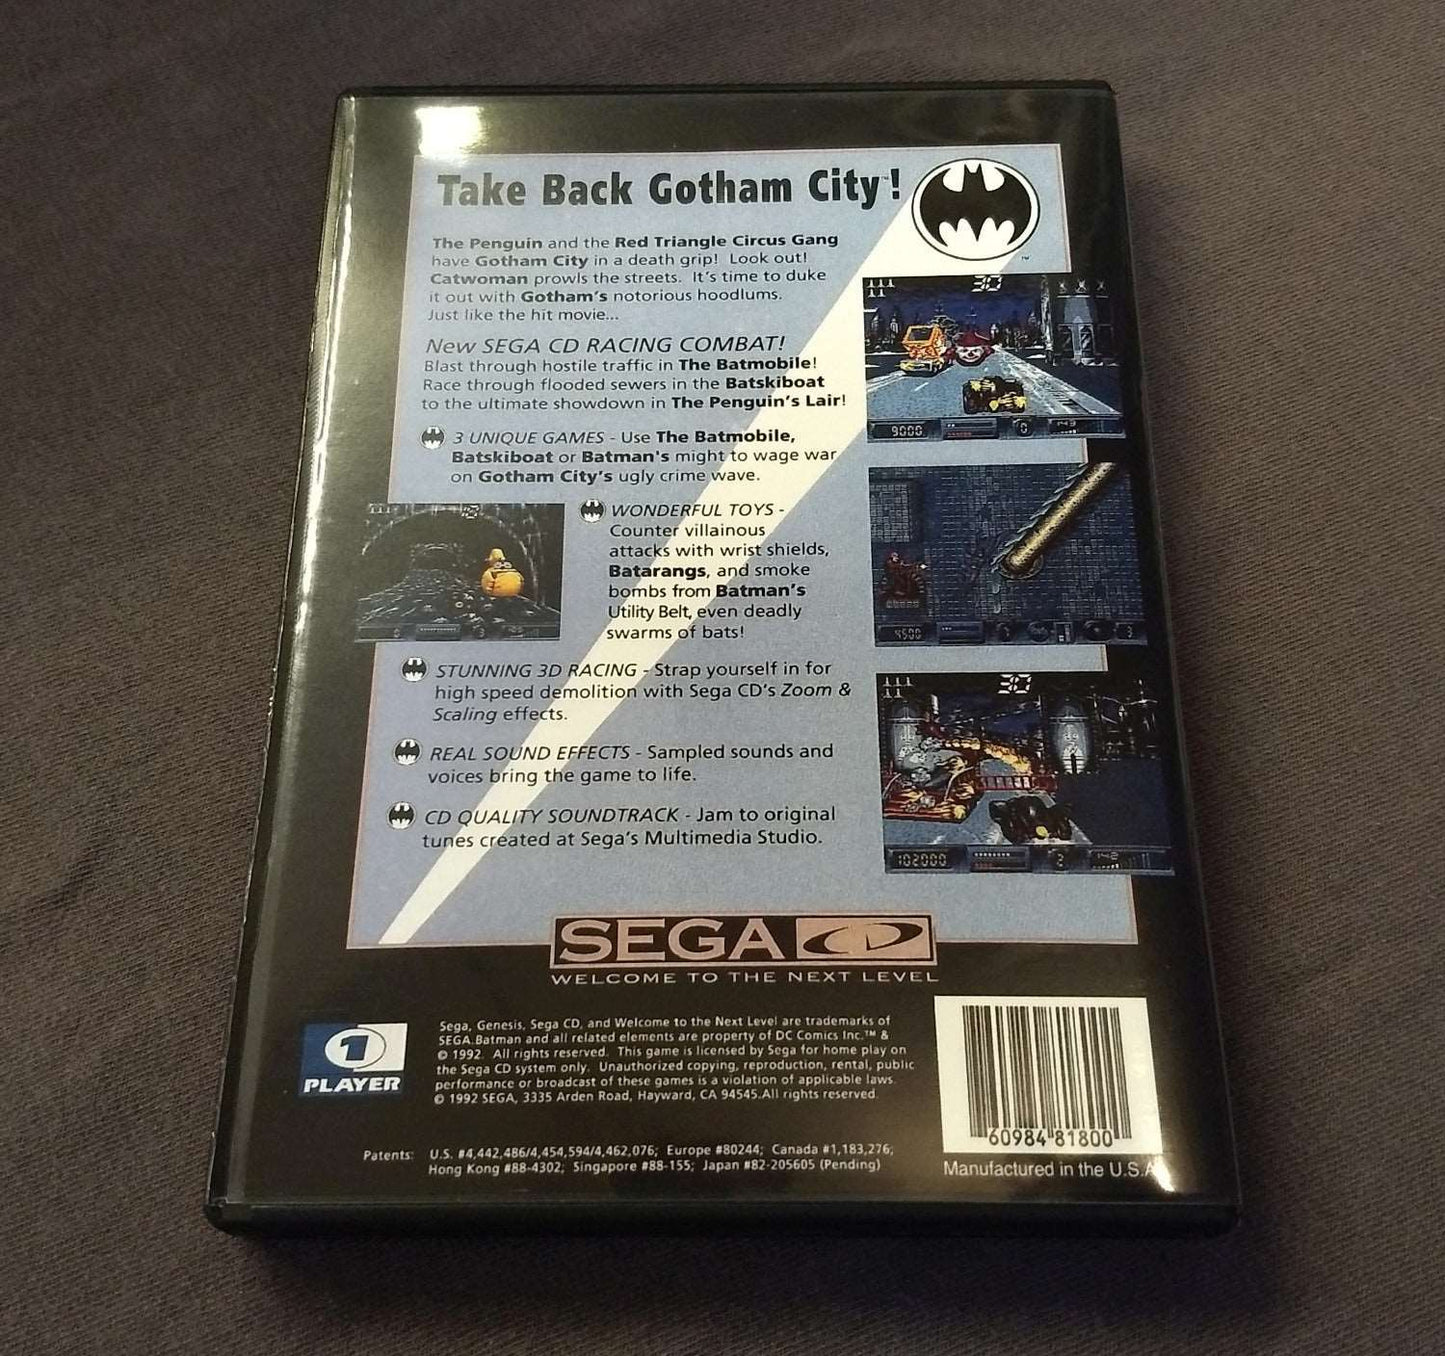 Take Back Gotham City™!
The Penguin and the Red Triangle Circus Gang
have Gotham City in a death grip! Look out!
Catwoman prowls the streets. It's time to duke
it out with Gotham's notorious hoodlums.
Just like the hit movie...
New SEGA CD RACING COMBAT!
Blast through hostile traffic in The Batmobile!
Race through flooded sewers in the Batskiboat
to the ultimate showdown in The Penguin's Lair!
3 UNIQUE GAMES - Use The Batmobile,
Batskiboat or Batman's might to wage war
on Gotham City's ugly crime wave.
WONDERFUL TOYS -
Counter villainous
attacks with wrist shields,
Batarangs, and smoke
bombs from Batman's
Utility Belt, even deadly
swarms of bats!
STUNNING 3D RACING - Strap yourself in for
high speed demolition with Sega CD's Zoom &
Scaling effects.
REAL SOUND EFFECTS - Sampled sounds and
voices bring the game to life.
CD QUALITY SOUNDTRACK - Jam to original
tunes created at Sega's Multimedia Studio.
TM
30
9000
0
143
4500
3
30
102000
2
142
SEGA CD
WELCOME TO THE NEXT LEVEL
1
PLAYER
Sega, Genesis, Sega CD, and Welcome to the Next Level are trademarks of
SEGA.Batman and all related elements are property of DC Comics Inc.™ &
© 1992. All rights reserved. This game is licensed by Sega for home play on
the Sega CD system only. Unauthorized copying, reproduction, rental, public
performance or broadcast of these games is a violation of applicable laws.
© 1992 SEGA, 3335 Arden Road, Hayward, CA 94545.All rights reserved.
Patents: U.S. #4,442,486/4,454,594/4,462,076; Europe #80244; Canada #1,183,276;
Hong Kong #88-4302; Singapore #88-155; Japan #82-205605 (Pending)
60984 81800
Manufactured in the U.S.A